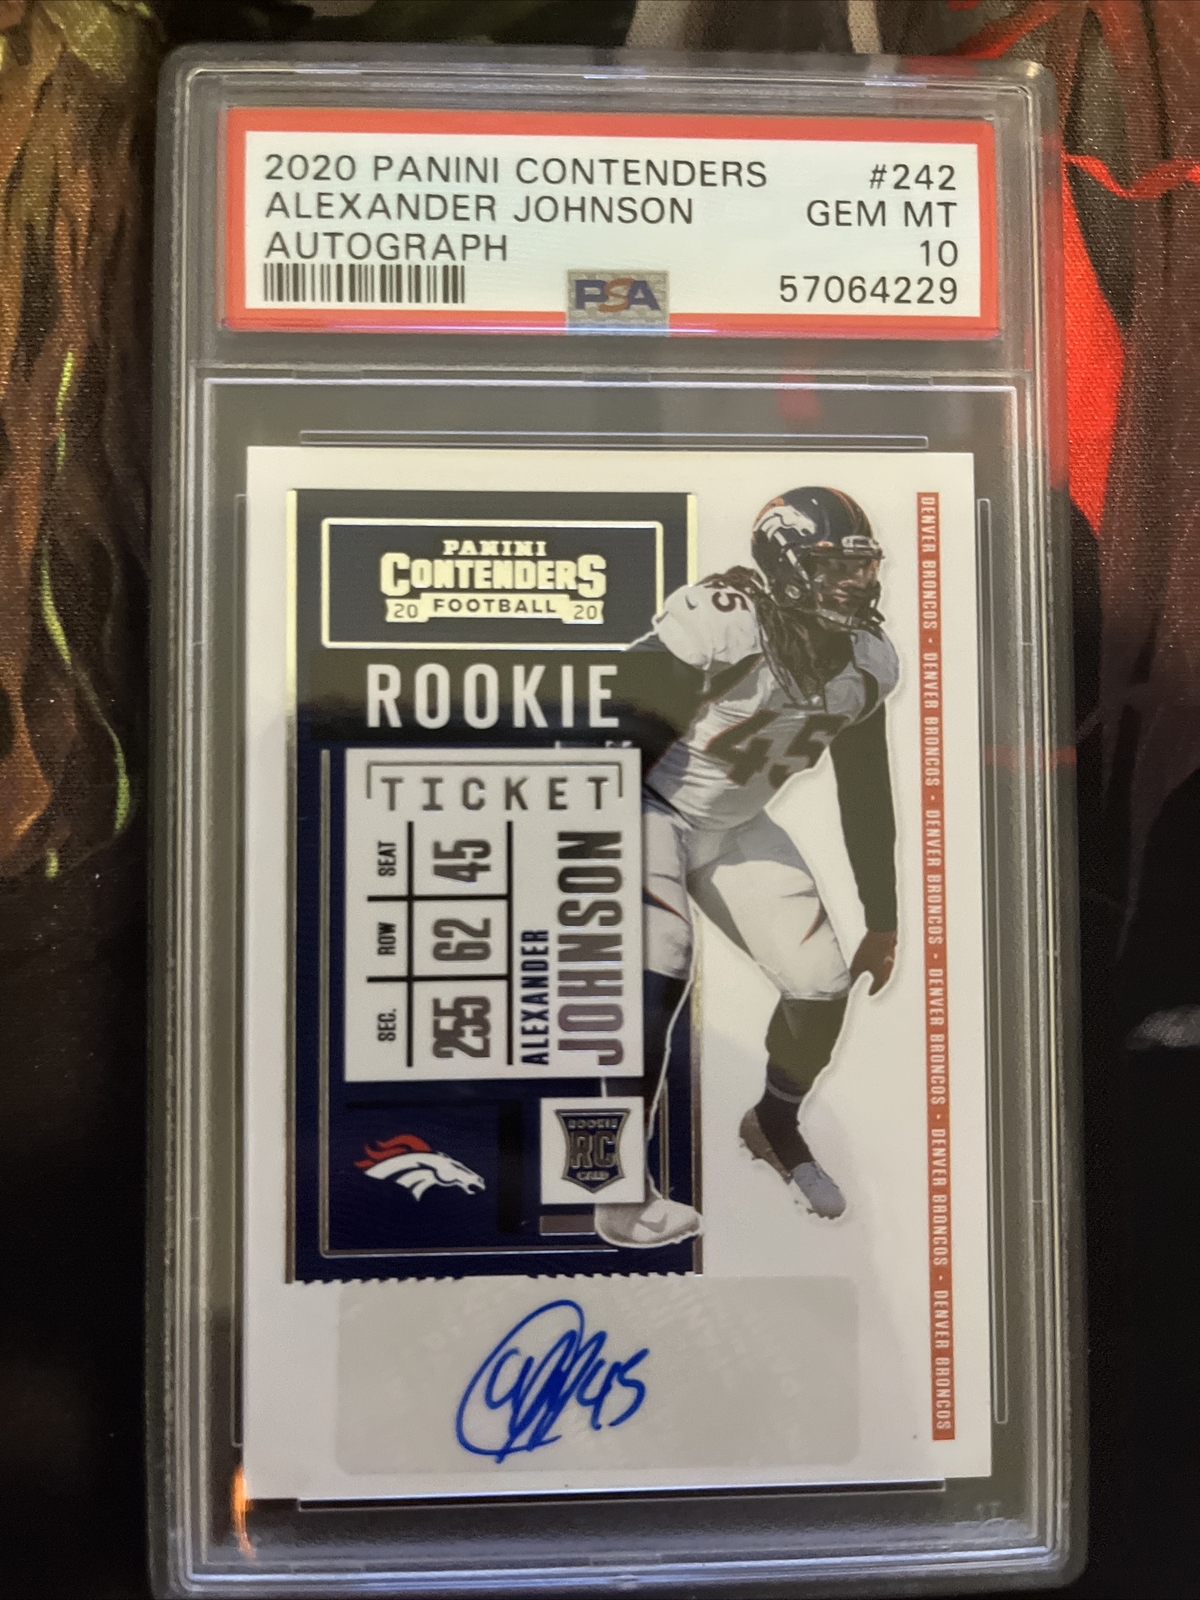 2020 PANINI CONTENDERS #242
ALEXANDER JOHNSON GEM MT
AUTOGRAPH 10
PSA 57064229
PANINI
CONTENDERS
20 FOOTBALL 20
ROOKIE
TICKET
SEAT 45
ROW 62
SEC. 255
ALEXANDER
JOHNSON
ROOKIE
RC
CARD
45
45
DENVER BRONCOS • DENVER BRONCOS • DENVER BRONCOS • DENVER BRONCOS • DENVER BRONCOS • DENVER BRONCOS
45